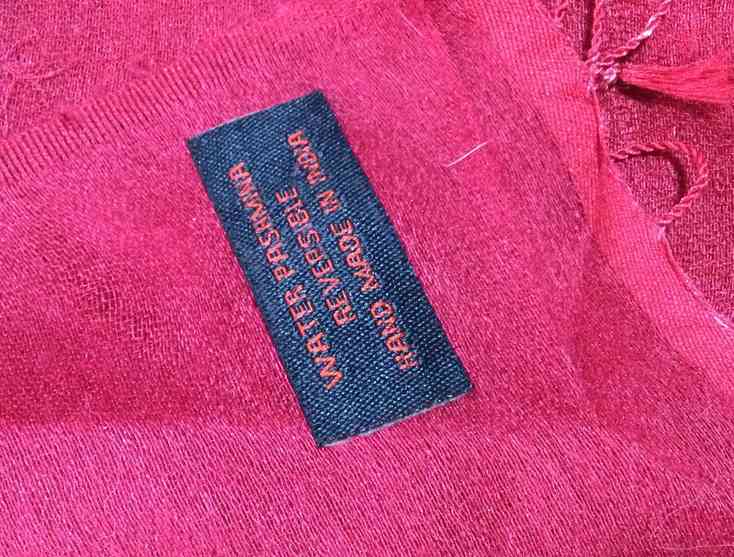 WATER PASHMINA
REVERSIBLE
HAND MADE IN INDIA